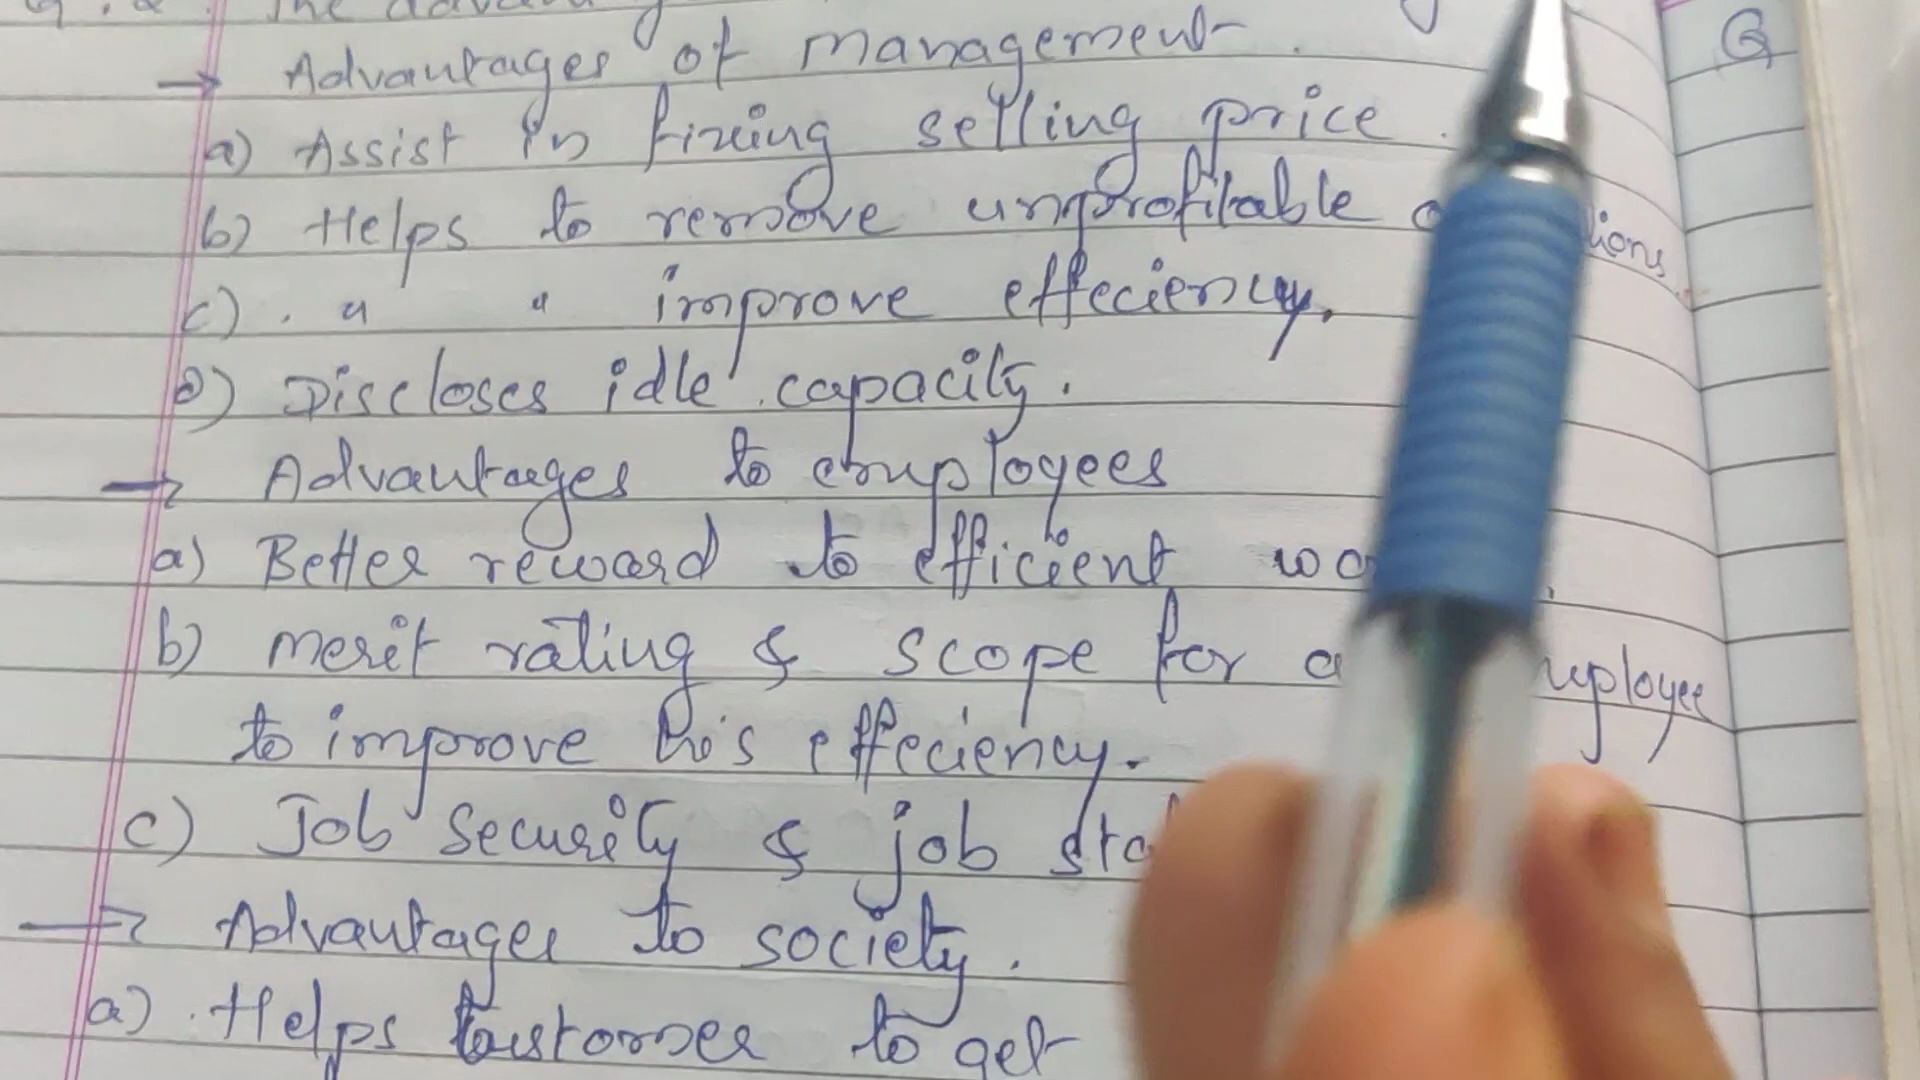 The
→ Advantages of management.
a) Assist in fixing selling price.
b) Helps to remove unprofitable
c) . " " improve effeciency.
D) Discloses idle capacity.
→ Advantages to employees
a) Better reward to efficient
b) merit rating & scope for
to improve his effeciency.
c) Job security & job
→ Advantages to society.
a) Helps customer to get
Q